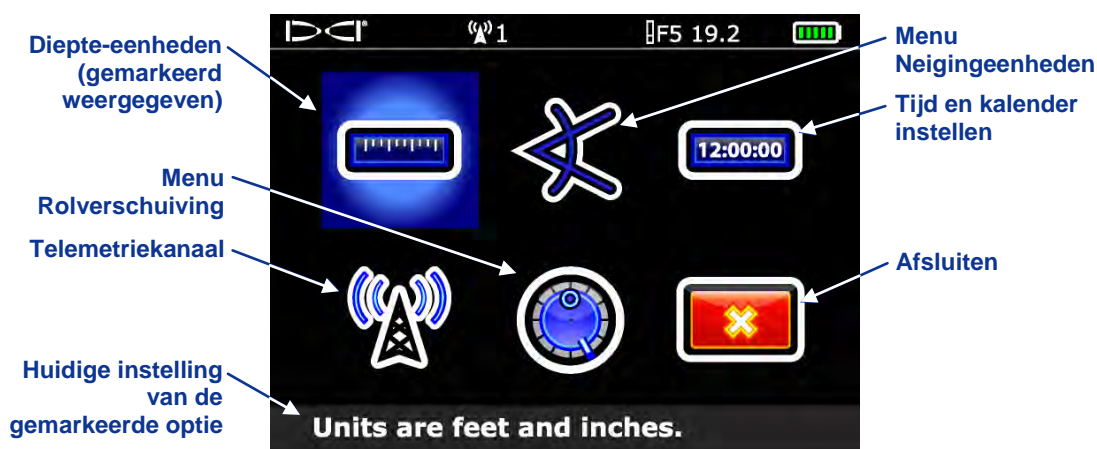 DCI®
1
F5 19.2
Diepte-eenheden
(gemarkeerd
weergegeven)
Menu
Neigingeenheden
Tijd en kalender
instellen
12:00:00
Menu
Rolverschuiving
Telemetriekanaal
Afsluiten
Huidige instelling
van de
gemarkeerde optie
Units are feet and inches.